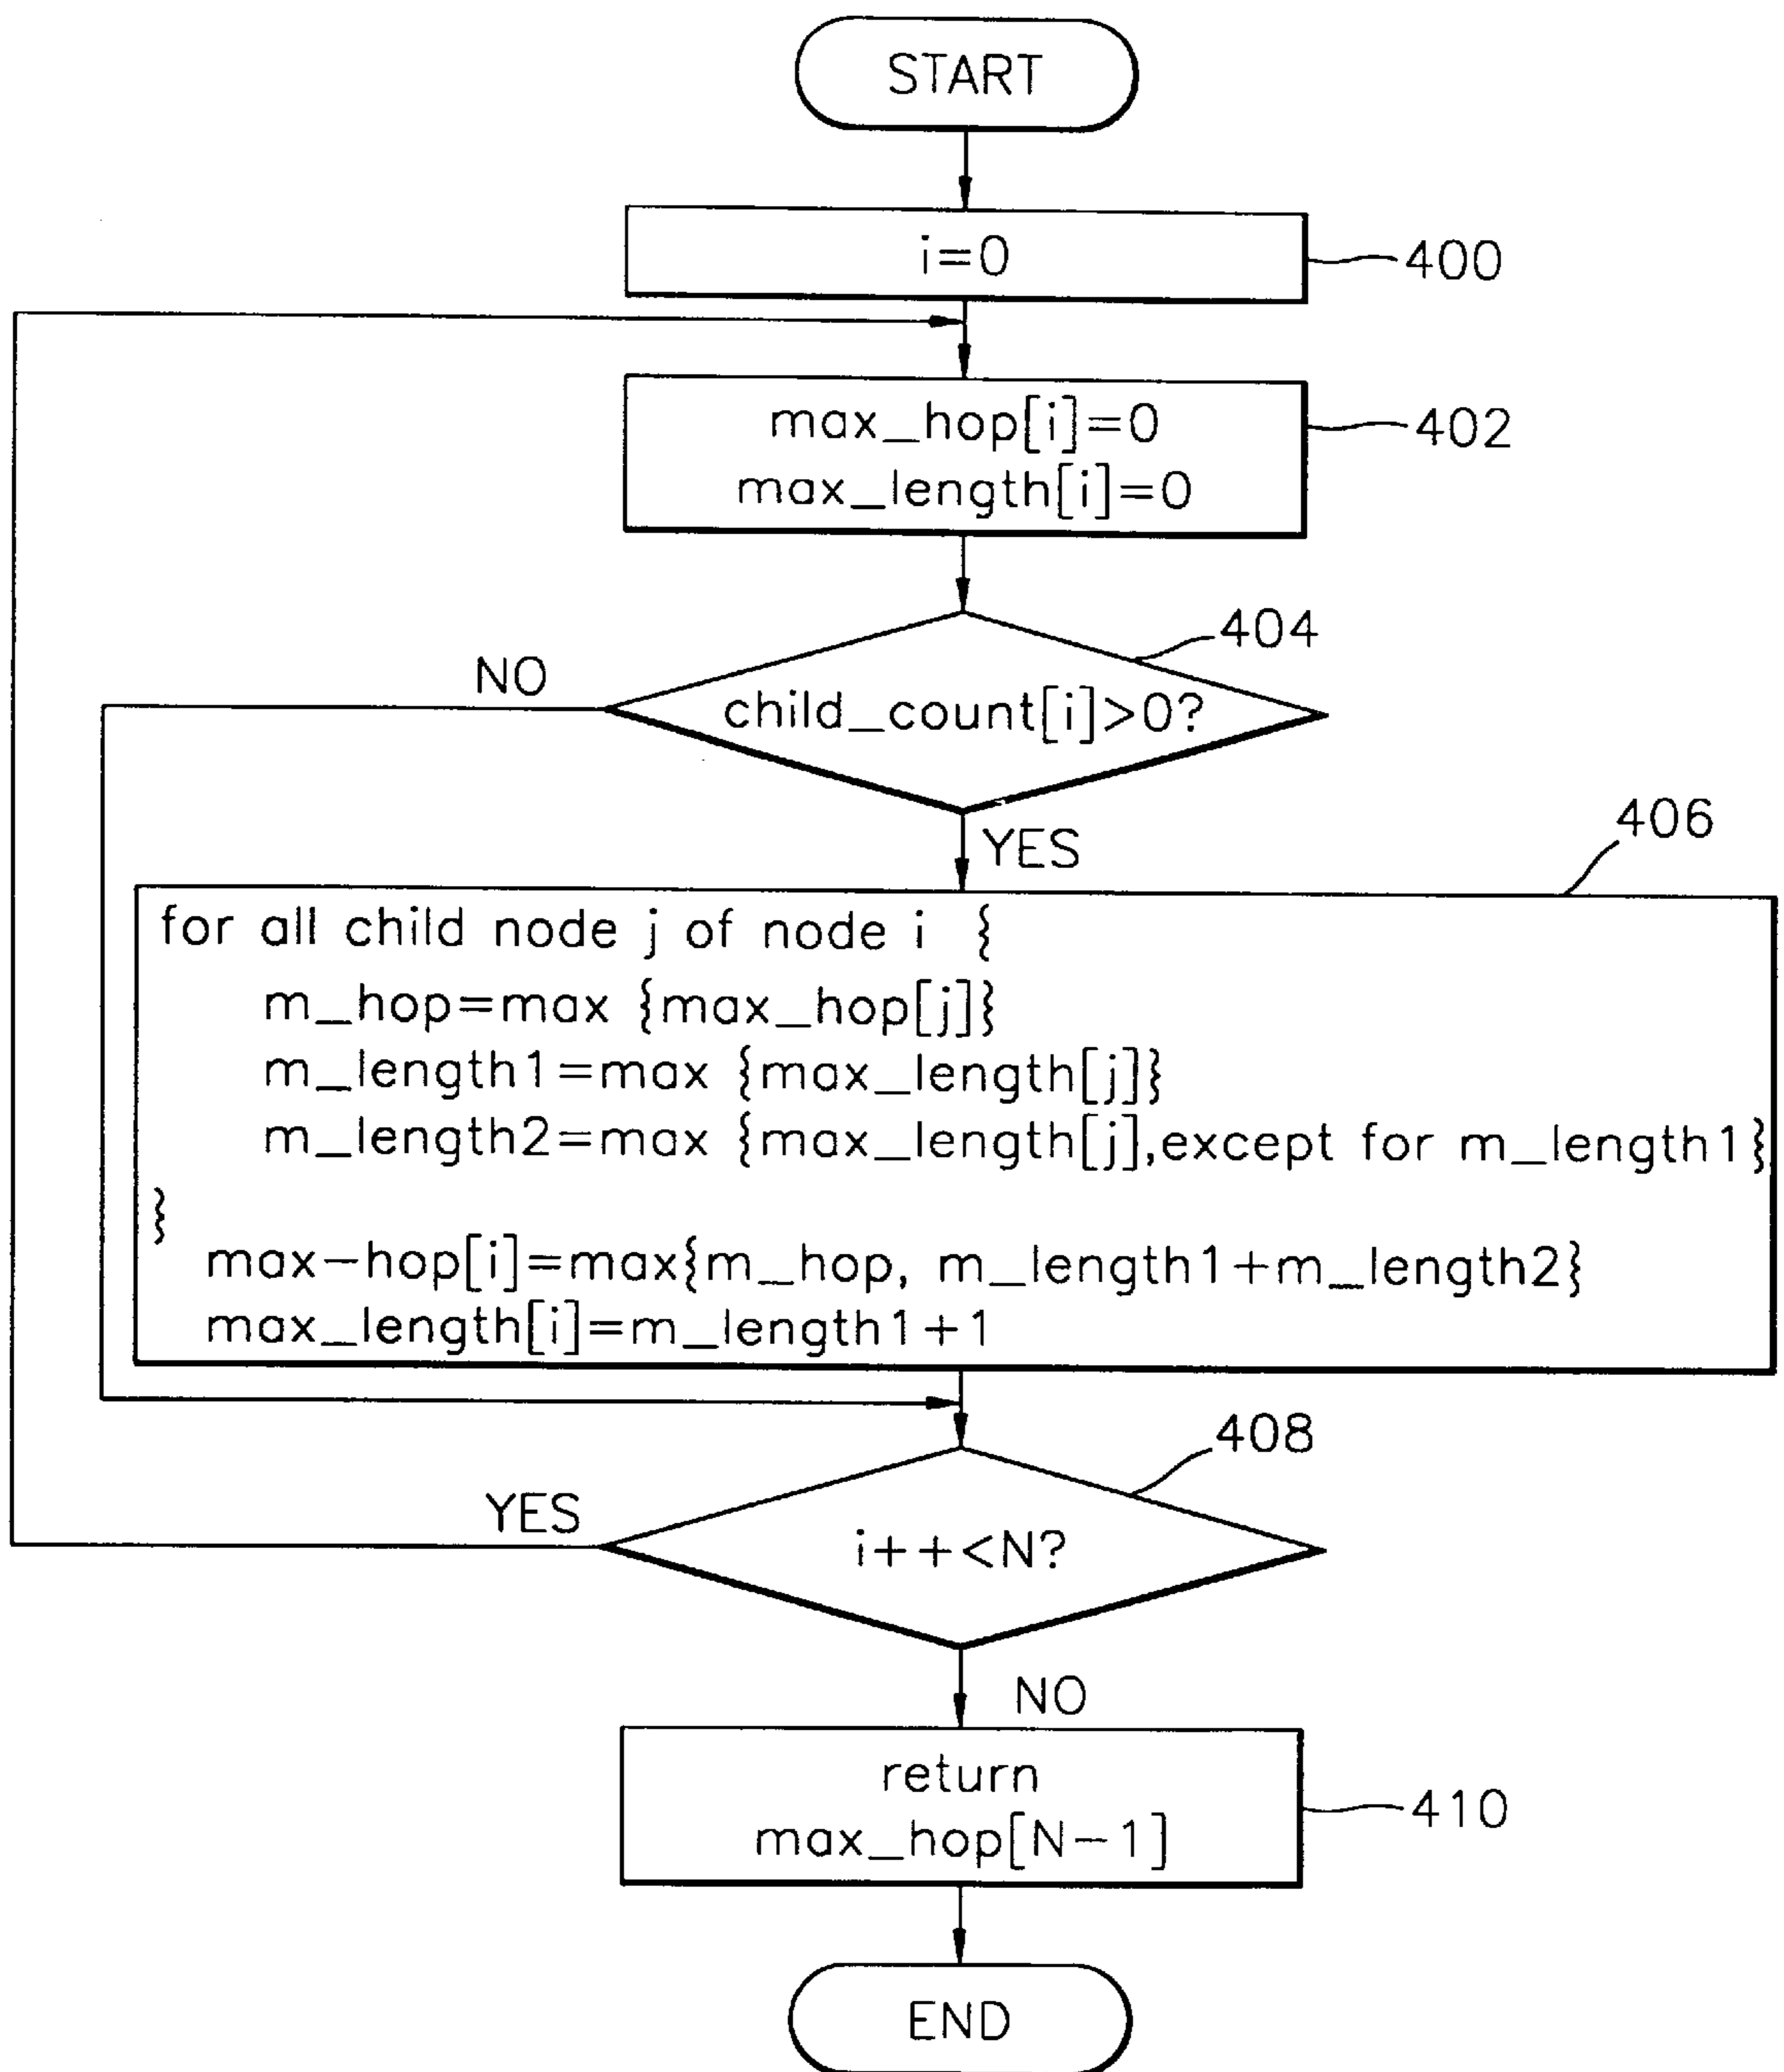 START
i=0
400
max_hop[i]=0
max_length[i]=0
402
404
NO
child_count[i]>0?
YES
406
for all child node j of node i {
m_hop=max {max_hop[j]}
m_length1=max {max_length[j]}
m_length2=max {max_length[j],except for m_length1}
}
max-hop[i]=max{m_hop, m_length1+m_length2}
max_length[i]=m_length1+1
408
YES
i++<N?
NO
return
max_hop[N-1]
410
END